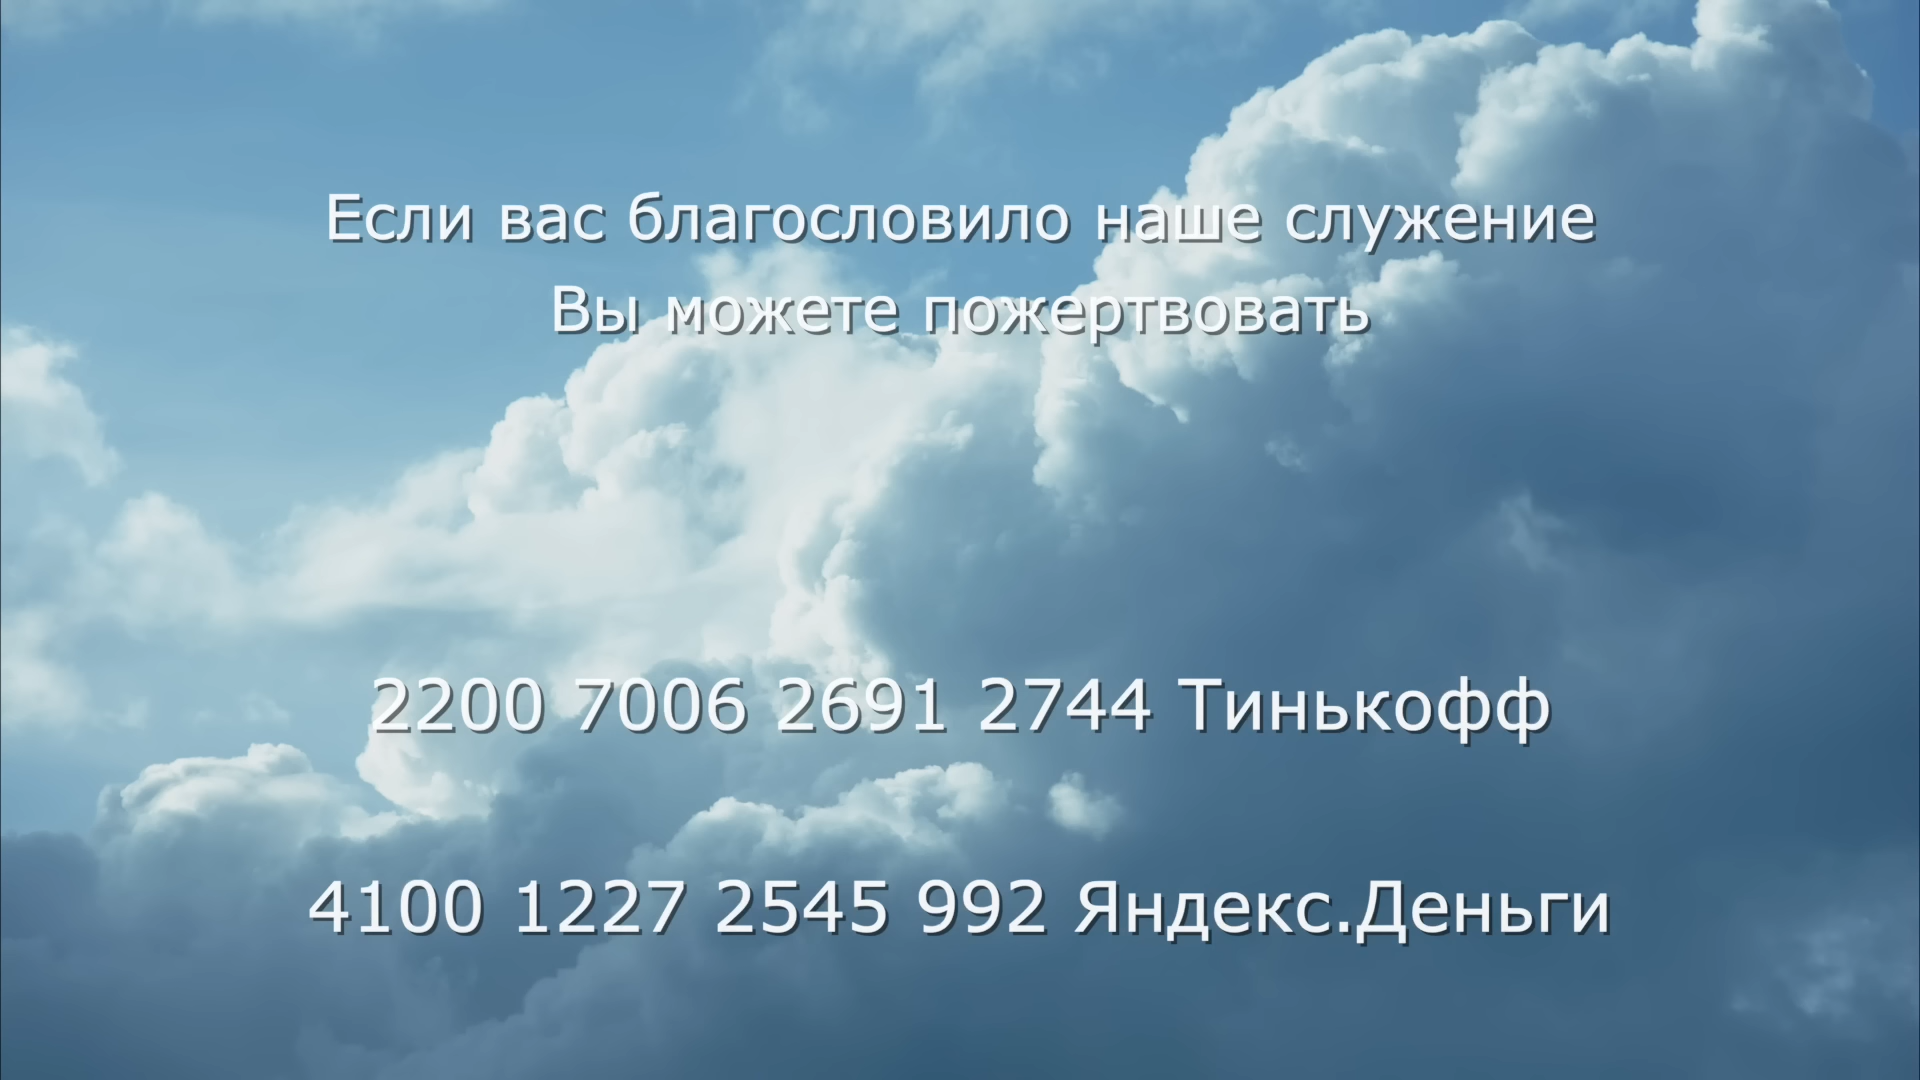 Если вас благословило наше служение
Вы можете пожертвовать
2200 7006 2691 2744 Тинькофф
4100 1227 2545 992 Яндекс.Деньги